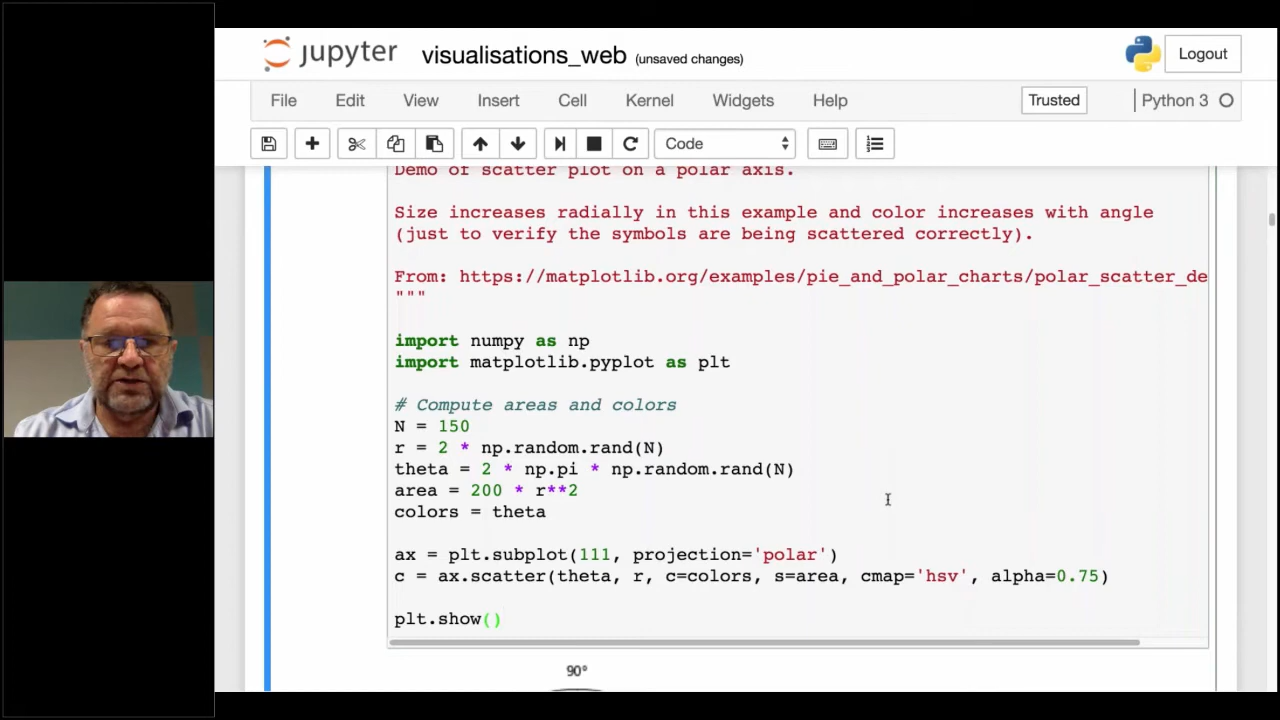 jupyter visualisations_web (unsaved changes) Logout
File Edit View Insert Cell Kernel Widgets Help Trusted Python 3
Code
Demo of scatter plot on a polar axis.
Size increases radially in this example and color increases with angle
(just to verify the symbols are being scattered correctly).
From: https://matplotlib.org/examples/pie_and_polar_charts/polar_scatter_de
"""
import numpy as np
import matplotlib.pyplot as plt
# Compute areas and colors
N = 150
r = 2 * np.random.rand(N)
theta = 2 * np.pi * np.random.rand(N)
area = 200 * r**2
colors = theta
ax = plt.subplot(111, projection='polar')
c = ax.scatter(theta, r, c=colors, s=area, cmap='hsv', alpha=0.75)
plt.show()
90°